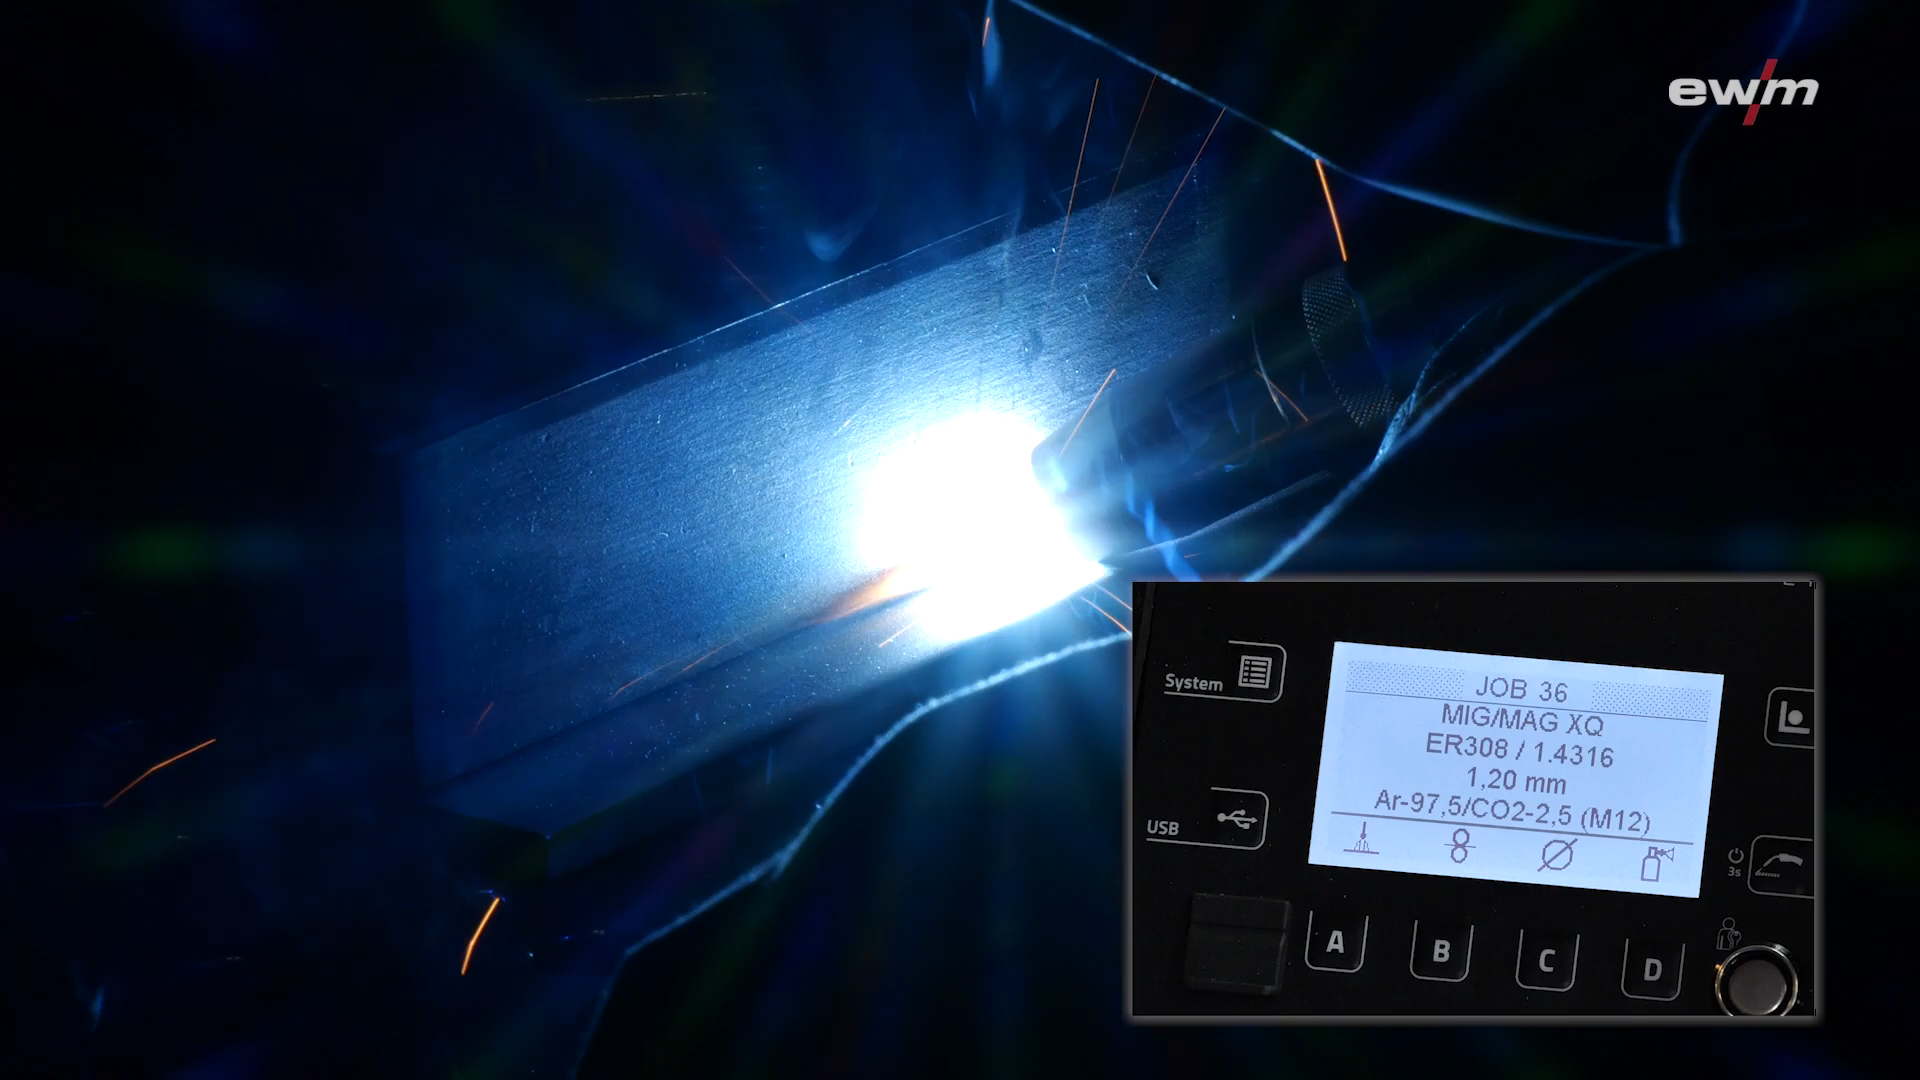 ewm
System
JOB 36
MIG/MAG XQ
ER308 / 1.4316
1,20 mm
Ar-97,5/CO2-2,5 (M12)
USB
3s
A
B
C
D